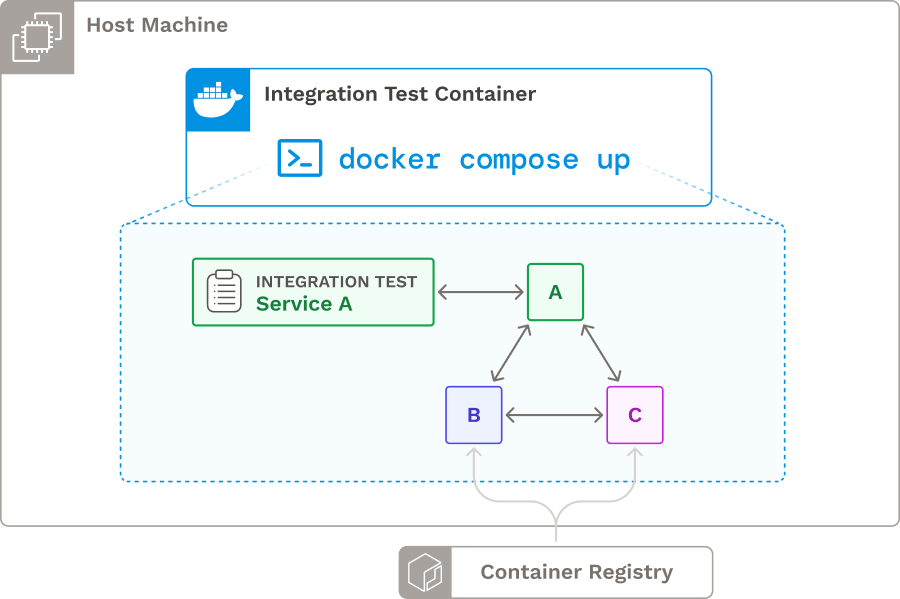 Host Machine
Integration Test Container
docker compose up
INTEGRATION TEST
Service A
A
B
C
Container Registry